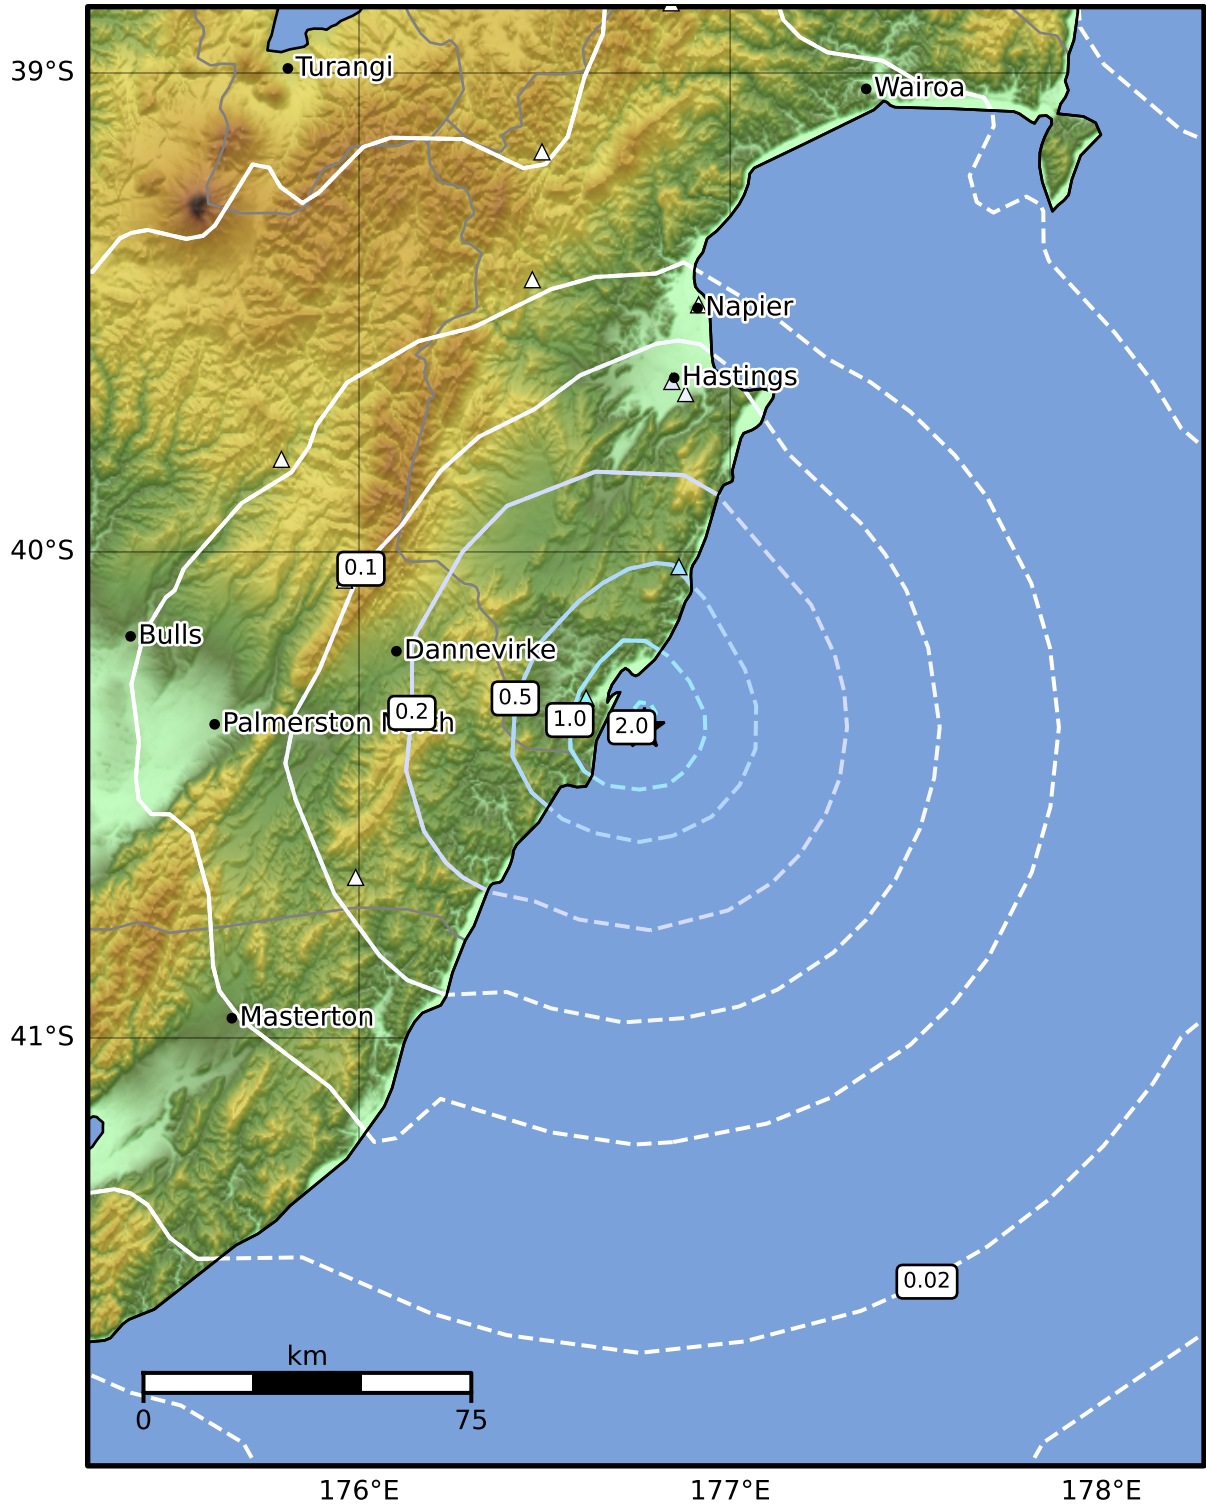 39°S
Turangi
Wairoa
Napier
Hastings
40°S
0.1
Bulls
Dannevirke
0.5
0.2
1.0
2.0
Palmerston North
Masterton
41°S
0.02
km
0 75
176°E 177°E 178°E